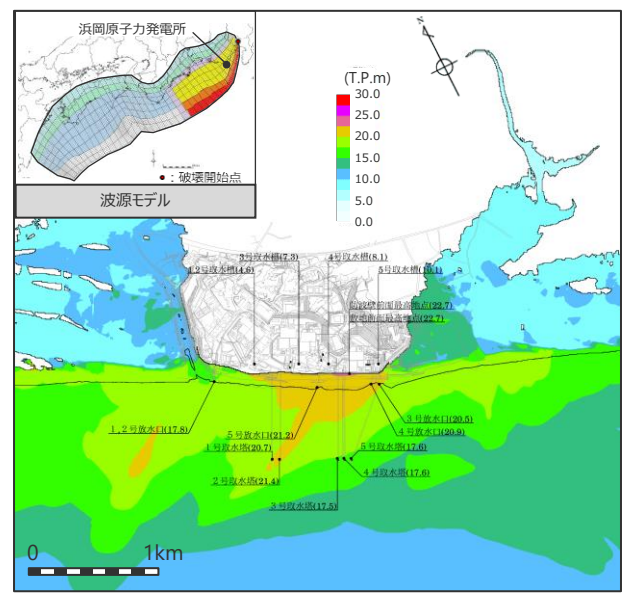 浜岡原子力発電所
●：破壊開始点
波源モデル
N
(T.P.m)
30.0
25.0
20.0
15.0
10.0
5.0
0.0
3号取水槽(7.3)
4号取水槽(8.1)
1,2号取水槽(4.6)
5号取水槽(10.1)
防波壁前面最高地点(22.7)
敷地前面最高地点(22.7)
1,2号放水口(17.8)
5号放水口(21.2)
3号放水口(20.5)
4号放水口(20.9)
1号取水塔(20.7)
5号取水塔(17.6)
2号取水塔(21.4)
4号取水塔(17.6)
3号取水塔(17.5)
0
1km